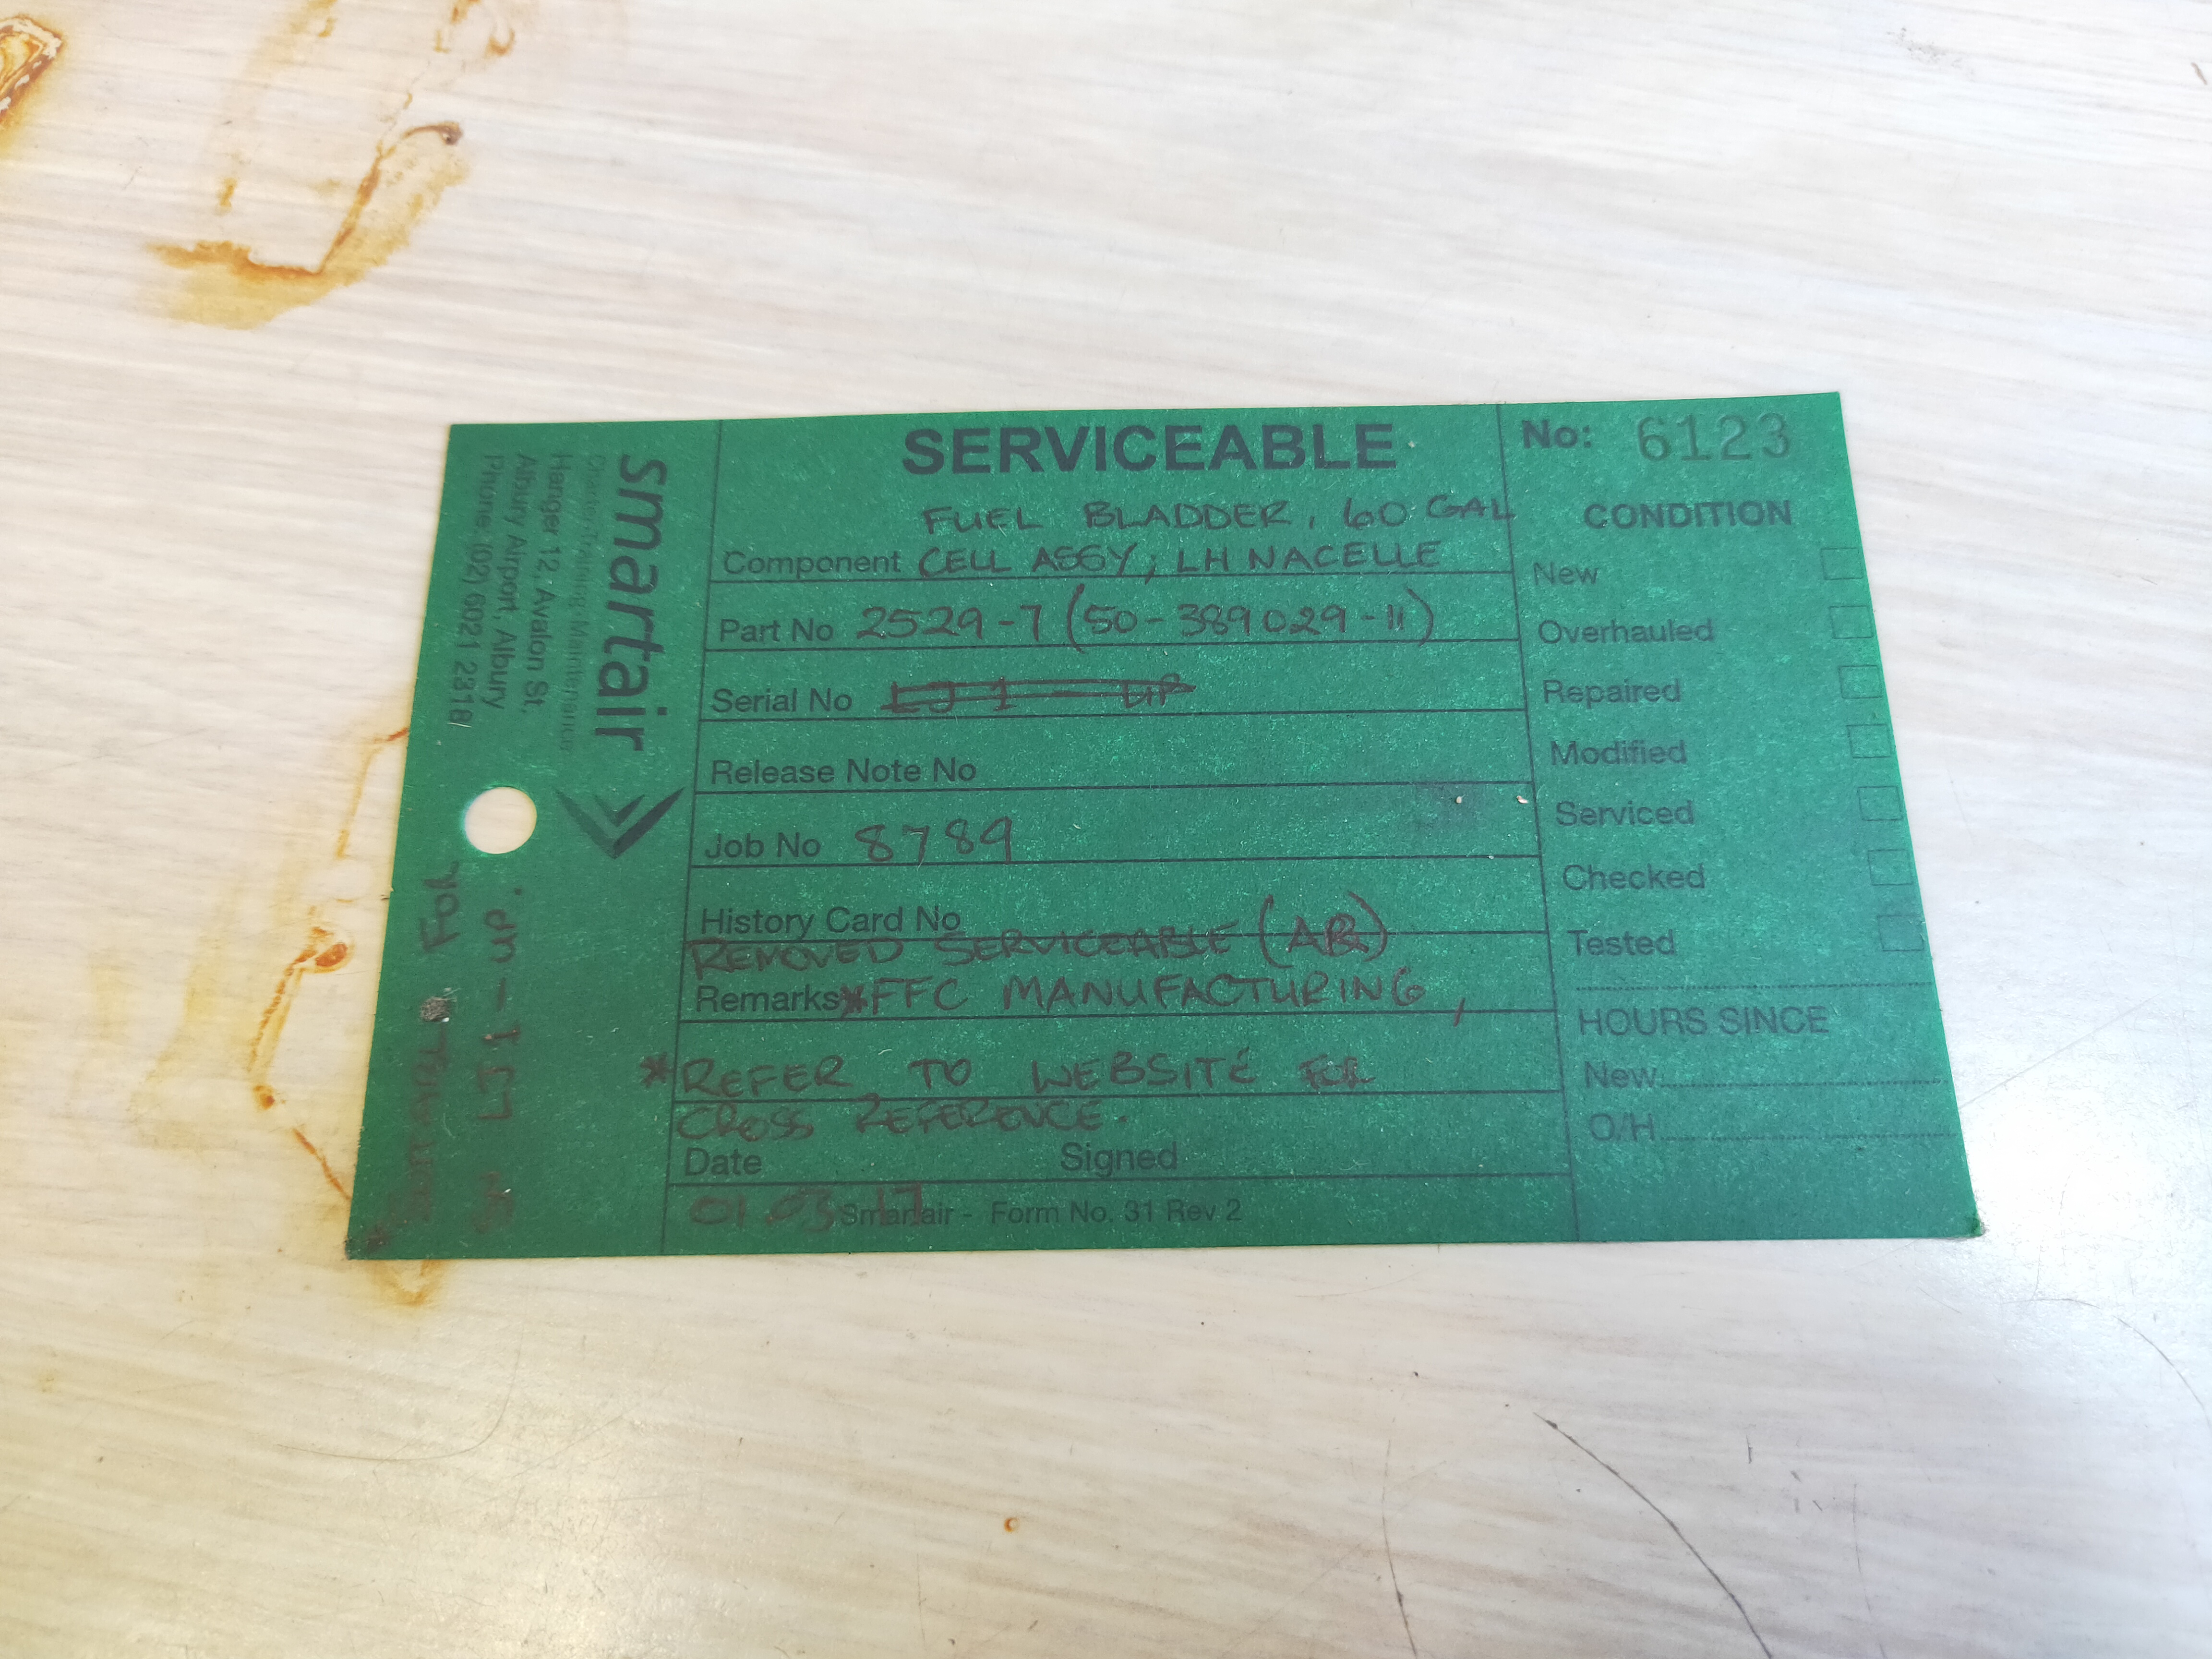 SERVICEABLE
No: 6123
FUEL BLADDER, 60 GAL
Component CELL ASSY; LH NACELLE
Part No 2529-7 (50-389029-11)
Serial No LJ 1 - UP
Release Note No
Job No 8789
History Card No
REMOVED SERVICEABLE (AR)
Remarks *FFC MANUFACTURING,
*REFER TO WEBSITE FOR
CROSS REFERENCE.
Date Signed
01.03.17
Smartair - Form No. 31 Rev 2
CONDITION
New
Overhauled
Repaired
Modified
Serviced
Checked
Tested
HOURS SINCE
New
O/H
smartair
Charter, Training, Maintenance
Hanger 12, Avalon St,
Albury Airport, Albury
Phone: (02) 6021 2318
FOR
LJ1-UP.